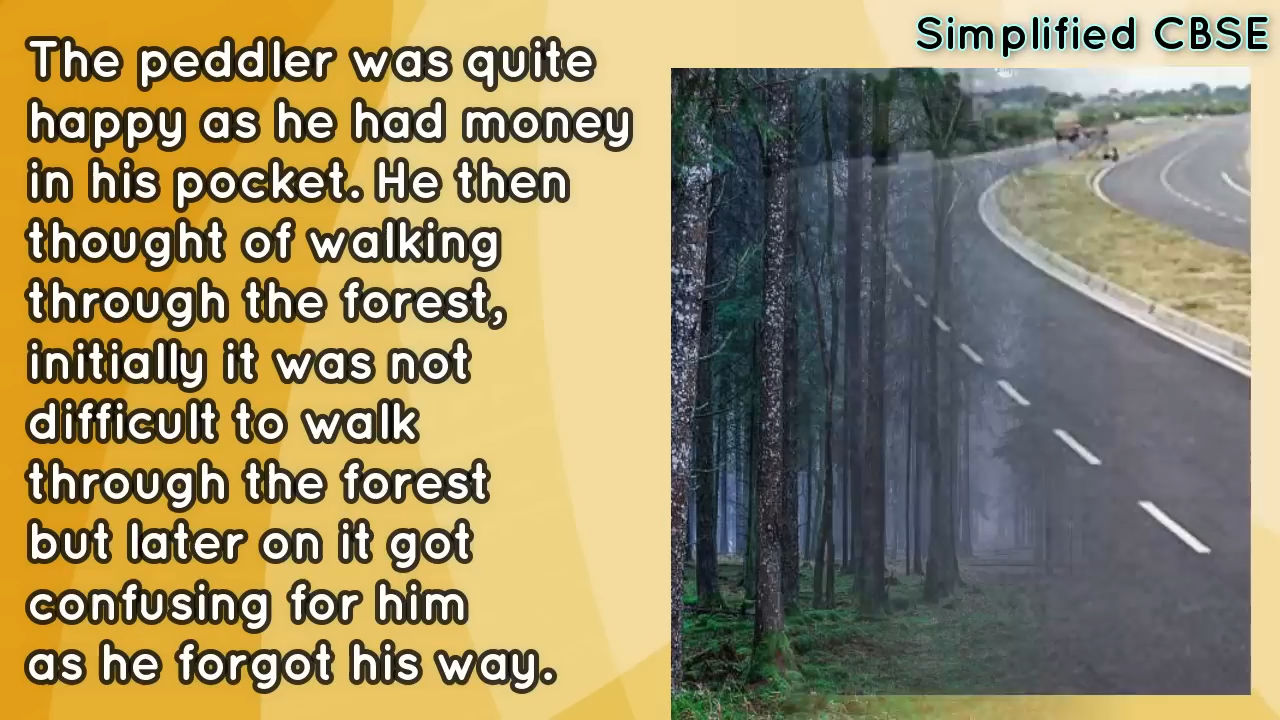 Simplified CBSE
The peddler was quite
happy as he had money
in his pocket. He then
thought of walking
through the forest,
initially it was not
difficult to walk
through the forest
but later on it got
confusing for him
as he forgot his way.